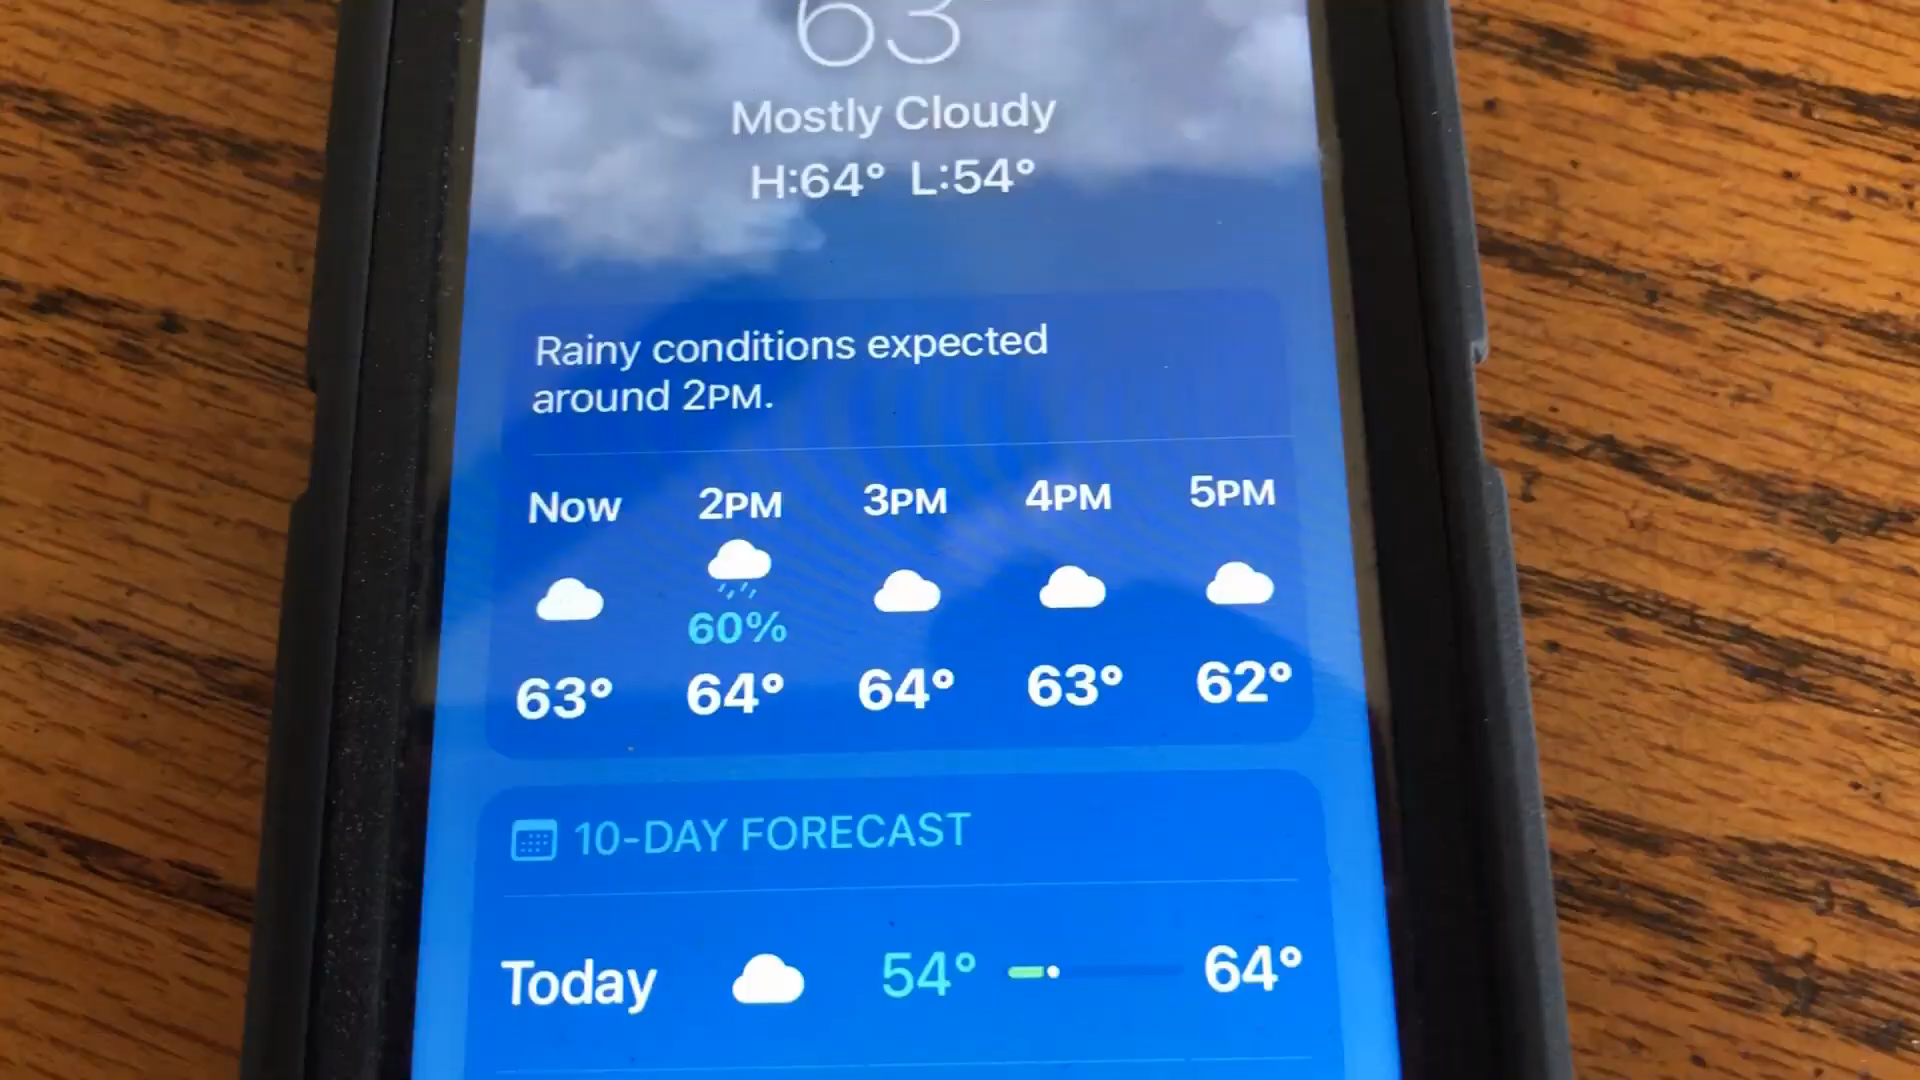 63°
Mostly Cloudy
H:64° L:54°
Rainy conditions expected
around 2PM.
Now 2PM 3PM 4PM 5PM
60%
63° 64° 64° 63° 62°
10-DAY FORECAST
Today 54° 64°